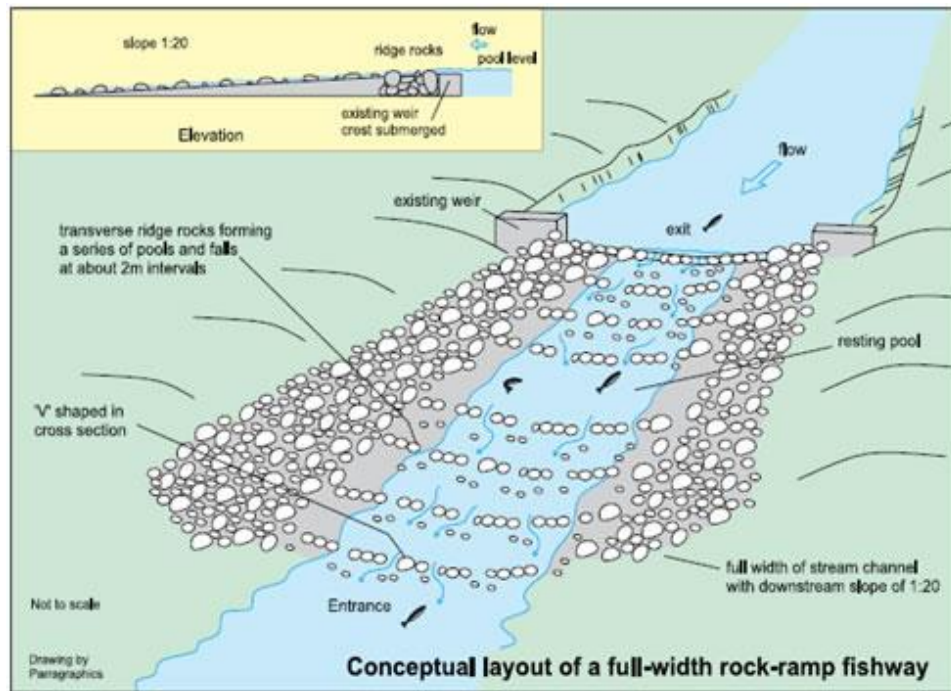 slope 1:20
ridge rocks
flow
pool level
existing weir
crest submerged
Elevation
flow
existing weir
exit
transverse ridge rocks forming
a series of pools and falls
at about 2m intervals
resting pool
'V' shaped in
cross section
full width of stream channel
with downstream slope of 1:20
Not to scale
Entrance
Drawing by
Parragraphics
Conceptual layout of a full-width rock-ramp fishway